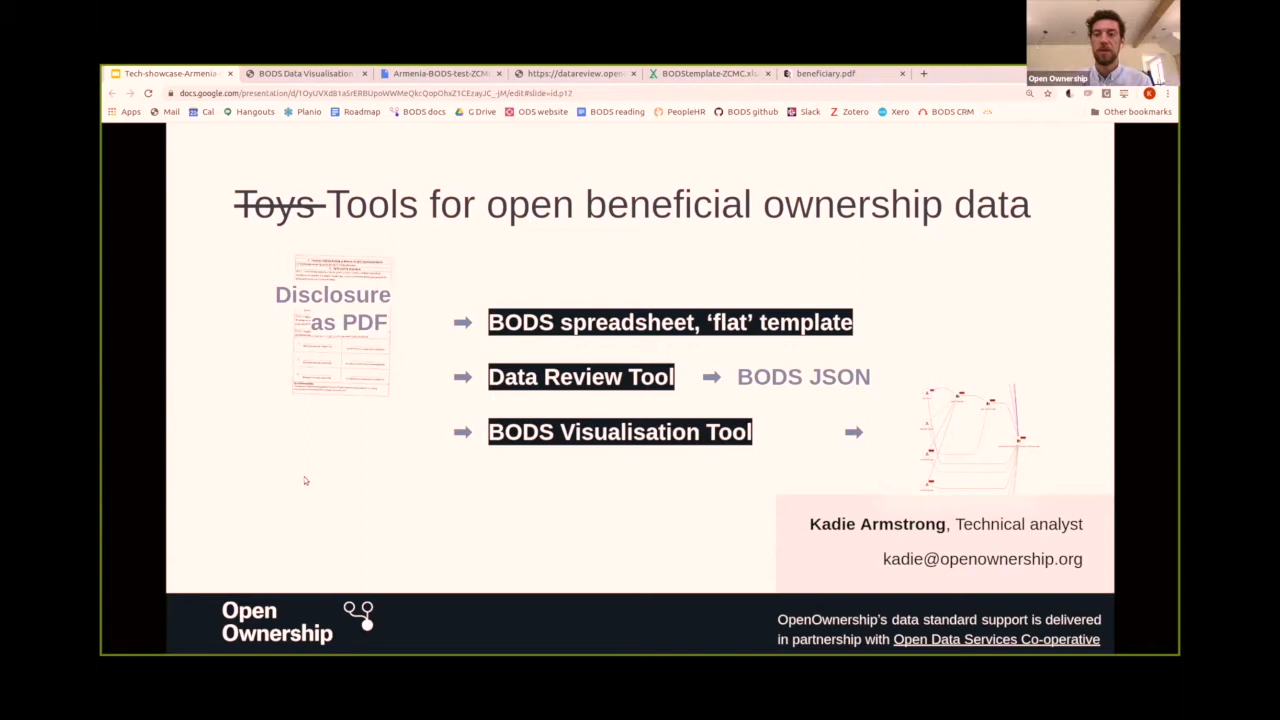 Open Ownership
Tech-showcase-Armenia
BODS Data Visualisation
Armenia-BODS-test-ZCMC
https://datareview.open
BODStemplate-ZCMC.xls
beneficiary.pdf
Apps
Mail
Cal
Hangouts
Planio
Roadmap
BODS docs
G Drive
ODS website
BODS reading
PeopleHR
BODS github
Slack
Zotero
Xero
BODS CRM
Other bookmarks
Toys Tools for open beneficial ownership data
Disclosure
as PDF
BODS spreadsheet, ‘flat’ template
Data Review Tool
BODS JSON
BODS Visualisation Tool
Kadie Armstrong, Technical analyst
kadie@openownership.org
Open
Ownership
OpenOwnership's data standard support is delivered
in partnership with Open Data Services Co-operative